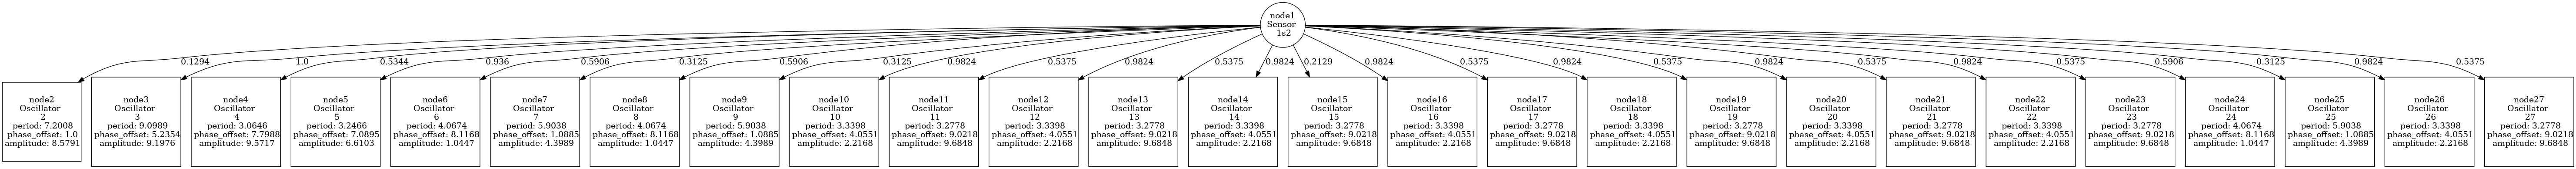 node1
Sensor
1s2
0.1294
1.0
-0.5344
0.936
0.5906
-0.3125
0.5906
-0.3125
0.9824
-0.5375
0.9824
-0.5375
0.9824
0.2129
0.9824
-0.5375
0.9824
-0.5375
0.9824
-0.5375
0.9824
-0.5375
0.5906
-0.3125
0.9824
-0.5375
node2
Oscillator
2
period: 7.2008
phase_offset: 1.0
amplitude: 8.5791
node3
Oscillator
3
period: 9.0989
phase_offset: 5.2354
amplitude: 9.1976
node4
Oscillator
4
period: 3.0646
phase_offset: 7.7988
amplitude: 9.5717
node5
Oscillator
5
period: 3.2466
phase_offset: 7.0895
amplitude: 6.6103
node6
Oscillator
6
period: 4.0674
phase_offset: 8.1168
amplitude: 1.0447
node7
Oscillator
7
period: 5.9038
phase_offset: 1.0885
amplitude: 4.3989
node8
Oscillator
8
period: 4.0674
phase_offset: 8.1168
amplitude: 1.0447
node9
Oscillator
9
period: 5.9038
phase_offset: 1.0885
amplitude: 4.3989
node10
Oscillator
10
period: 3.3398
phase_offset: 4.0551
amplitude: 2.2168
node11
Oscillator
11
period: 3.2778
phase_offset: 9.0218
amplitude: 9.6848
node12
Oscillator
12
period: 3.3398
phase_offset: 4.0551
amplitude: 2.2168
node13
Oscillator
13
period: 3.2778
phase_offset: 9.0218
amplitude: 9.6848
node14
Oscillator
14
period: 3.3398
phase_offset: 4.0551
amplitude: 2.2168
node15
Oscillator
15
period: 3.2778
phase_offset: 9.0218
amplitude: 9.6848
node16
Oscillator
16
period: 3.3398
phase_offset: 4.0551
amplitude: 2.2168
node17
Oscillator
17
period: 3.2778
phase_offset: 9.0218
amplitude: 9.6848
node18
Oscillator
18
period: 3.3398
phase_offset: 4.0551
amplitude: 2.2168
node19
Oscillator
19
period: 3.2778
phase_offset: 9.0218
amplitude: 9.6848
node20
Oscillator
20
period: 3.3398
phase_offset: 4.0551
amplitude: 2.2168
node21
Oscillator
21
period: 3.2778
phase_offset: 9.0218
amplitude: 9.6848
node22
Oscillator
22
period: 3.3398
phase_offset: 4.0551
amplitude: 2.2168
node23
Oscillator
23
period: 3.2778
phase_offset: 9.0218
amplitude: 9.6848
node24
Oscillator
24
period: 4.0674
phase_offset: 8.1168
amplitude: 1.0447
node25
Oscillator
25
period: 5.9038
phase_offset: 1.0885
amplitude: 4.3989
node26
Oscillator
26
period: 3.3398
phase_offset: 4.0551
amplitude: 2.2168
node27
Oscillator
27
period: 3.2778
phase_offset: 9.0218
amplitude: 9.6848